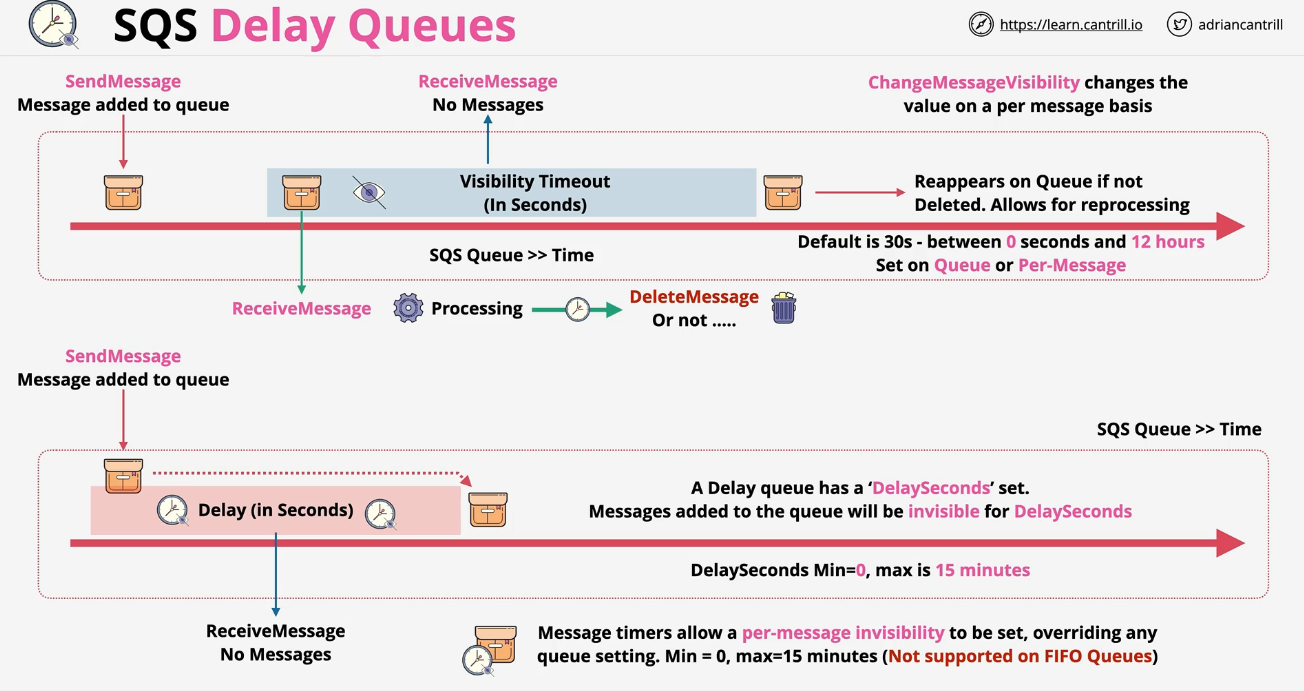 SQS Delay Queues
https://learn.cantrill.io
adriancantrill
SendMessage
Message added to queue
ReceiveMessage
No Messages
ChangeMessageVisibility changes the
value on a per message basis
Visibility Timeout
(In Seconds)
Reappears on Queue if not
Deleted. Allows for reprocessing
SQS Queue >> Time
Default is 30s - between 0 seconds and 12 hours
Set on Queue or Per-Message
ReceiveMessage
Processing
DeleteMessage
Or not .....
SendMessage
Message added to queue
SQS Queue >> Time
Delay (in Seconds)
A Delay queue has a ‘DelaySeconds’ set.
Messages added to the queue will be invisible for DelaySeconds
DelaySeconds Min=0, max is 15 minutes
ReceiveMessage
No Messages
Message timers allow a per-message invisibility to be set, overriding any
queue setting. Min = 0, max=15 minutes (Not supported on FIFO Queues)